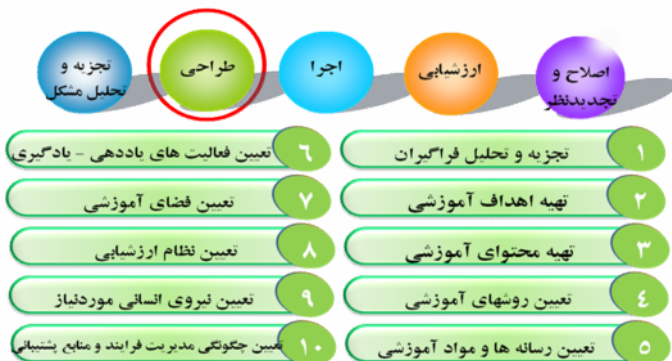 تجزیه و
تحلیل مشکل
طراحی
اجرا
ارزشیابی
اصلاح و
تجدیدنظر
۱ تجزیه و تحلیل فراگیران
۲ تهیه اهداف آموزشی
۳ تهیه محتوای آموزشی
٤ تعیین روشهای آموزشی
۵ تعیین رسانه ها و مواد آموزشی
٦ تعیین فعالیت های یاددهی - یادگیری
۷ تعیین فضای آموزشی
۸ تعیین نظام ارزشیابی
۹ تعیین نیروی انسانی موردنیاز
۱۰ تعیین چگونگی مدیریت فرایند و منابع پشتیبانی